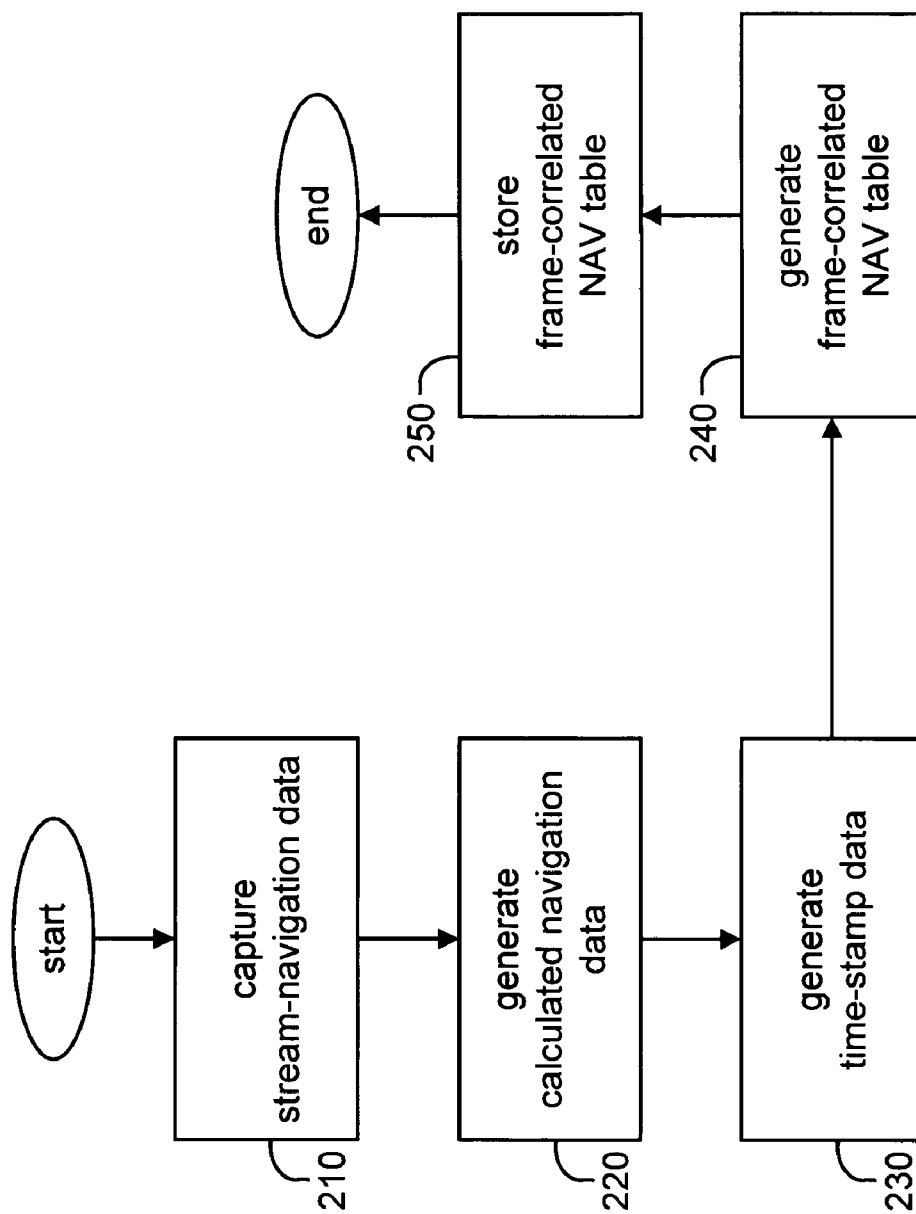 start
capture
stream-navigation data
210
generate
calculated navigation
data
220
generate
time-stamp data
230
generate
frame-correlated
NAV table
240
store
frame-correlated
NAV table
250
end